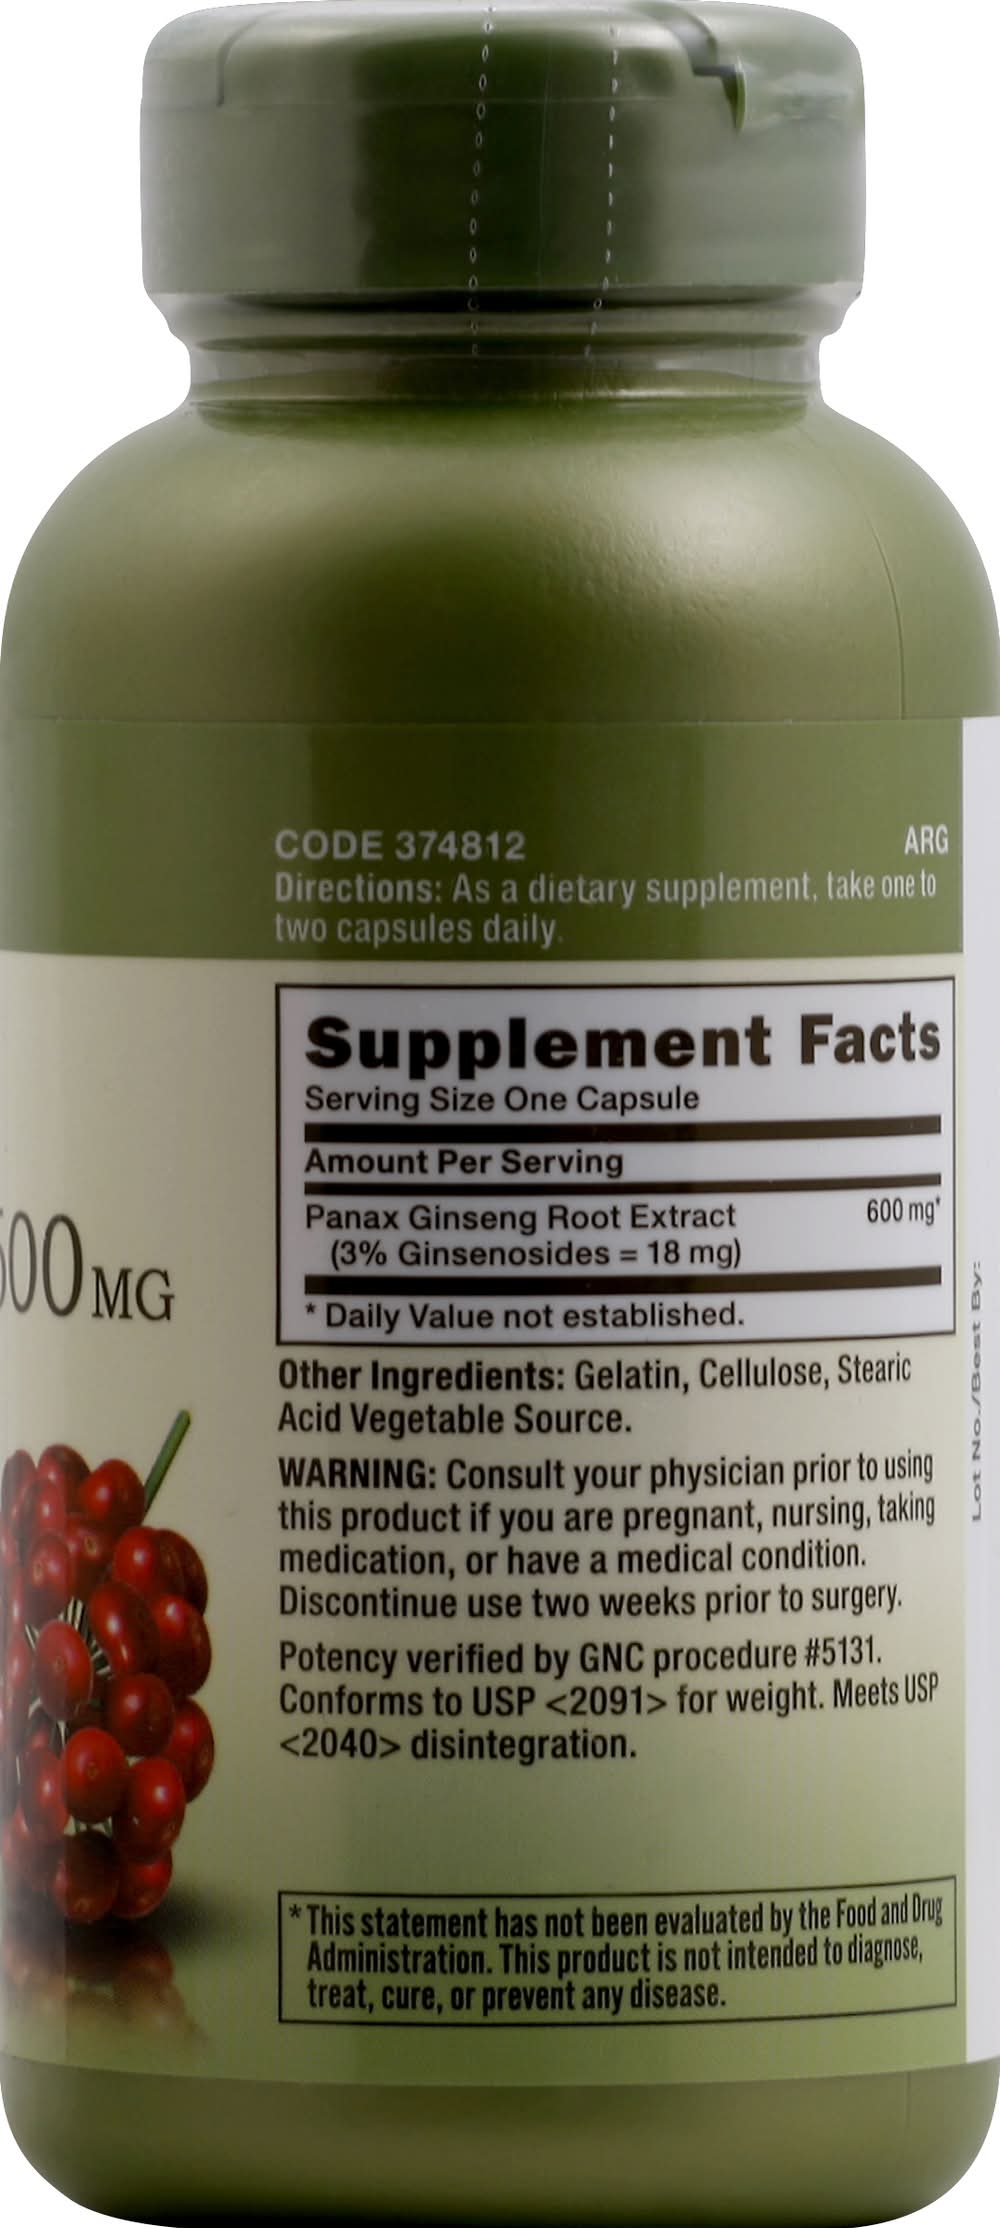 CODE 374812 ARG
Directions: As a dietary supplement, take one to
two capsules daily.
Supplement Facts
Serving Size One Capsule
Amount Per Serving
Panax Ginseng Root Extract 600 mg*
(3% Ginsenosides = 18 mg)
* Daily Value not established.
00 MG
Other Ingredients: Gelatin, Cellulose, Stearic
Acid Vegetable Source.
WARNING: Consult your physician prior to using
this product if you are pregnant, nursing, taking
medication, or have a medical condition.
Discontinue use two weeks prior to surgery.
Potency verified by GNC procedure #5131.
Conforms to USP <2091> for weight. Meets USP
<2040> disintegration.
*This statement has not been evaluated by the Food and Drug
Administration. This product is not intended to diagnose,
treat, cure, or prevent any disease.
Lot No./Best By: